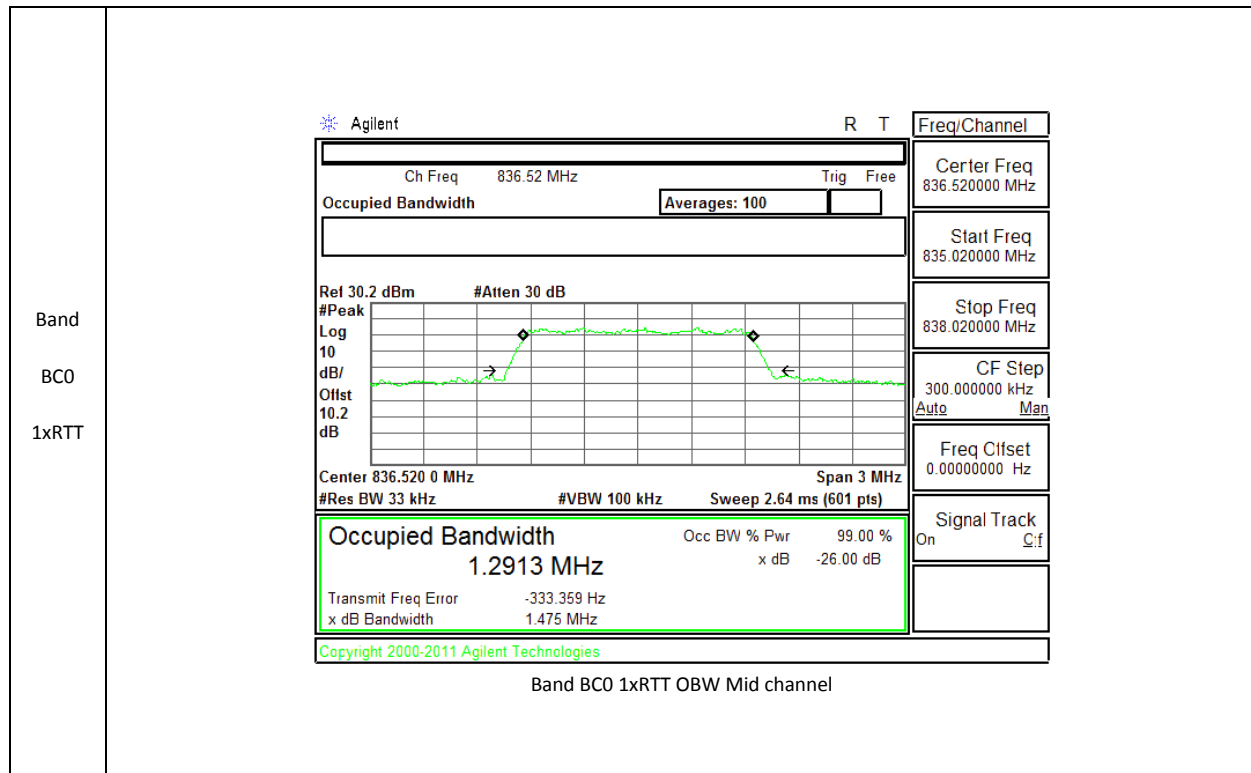 Band
BC0
1xRTT
Agilent
R T
Ch Freq 836.52 MHz
Trig Free
Occupied Bandwidth
Averages: 100
Ref 30.2 dBm #Atten 30 dB
#Peak
Log
10
dB/
Offst
10.2
dB
Center 836.520 0 MHz Span 3 MHz
#Res BW 33 kHz #VBW 100 kHz Sweep 2.64 ms (601 pts)
Occupied Bandwidth
1.2913 MHz
Occ BW % Pwr 99.00 %
x dB -26.00 dB
Transmit Freq Error -333.359 Hz
x dB Bandwidth 1.475 MHz
Copyright 2000-2011 Agilent Technologies
Freq/Channel
Center Freq
836.520000 MHz
Start Freq
835.020000 MHz
Stop Freq
838.020000 MHz
CF Step
300.000000 kHz
Auto Man
Freq Offset
0.00000000 Hz
Signal Track
On Off
Band BC0 1xRTT OBW Mid channel